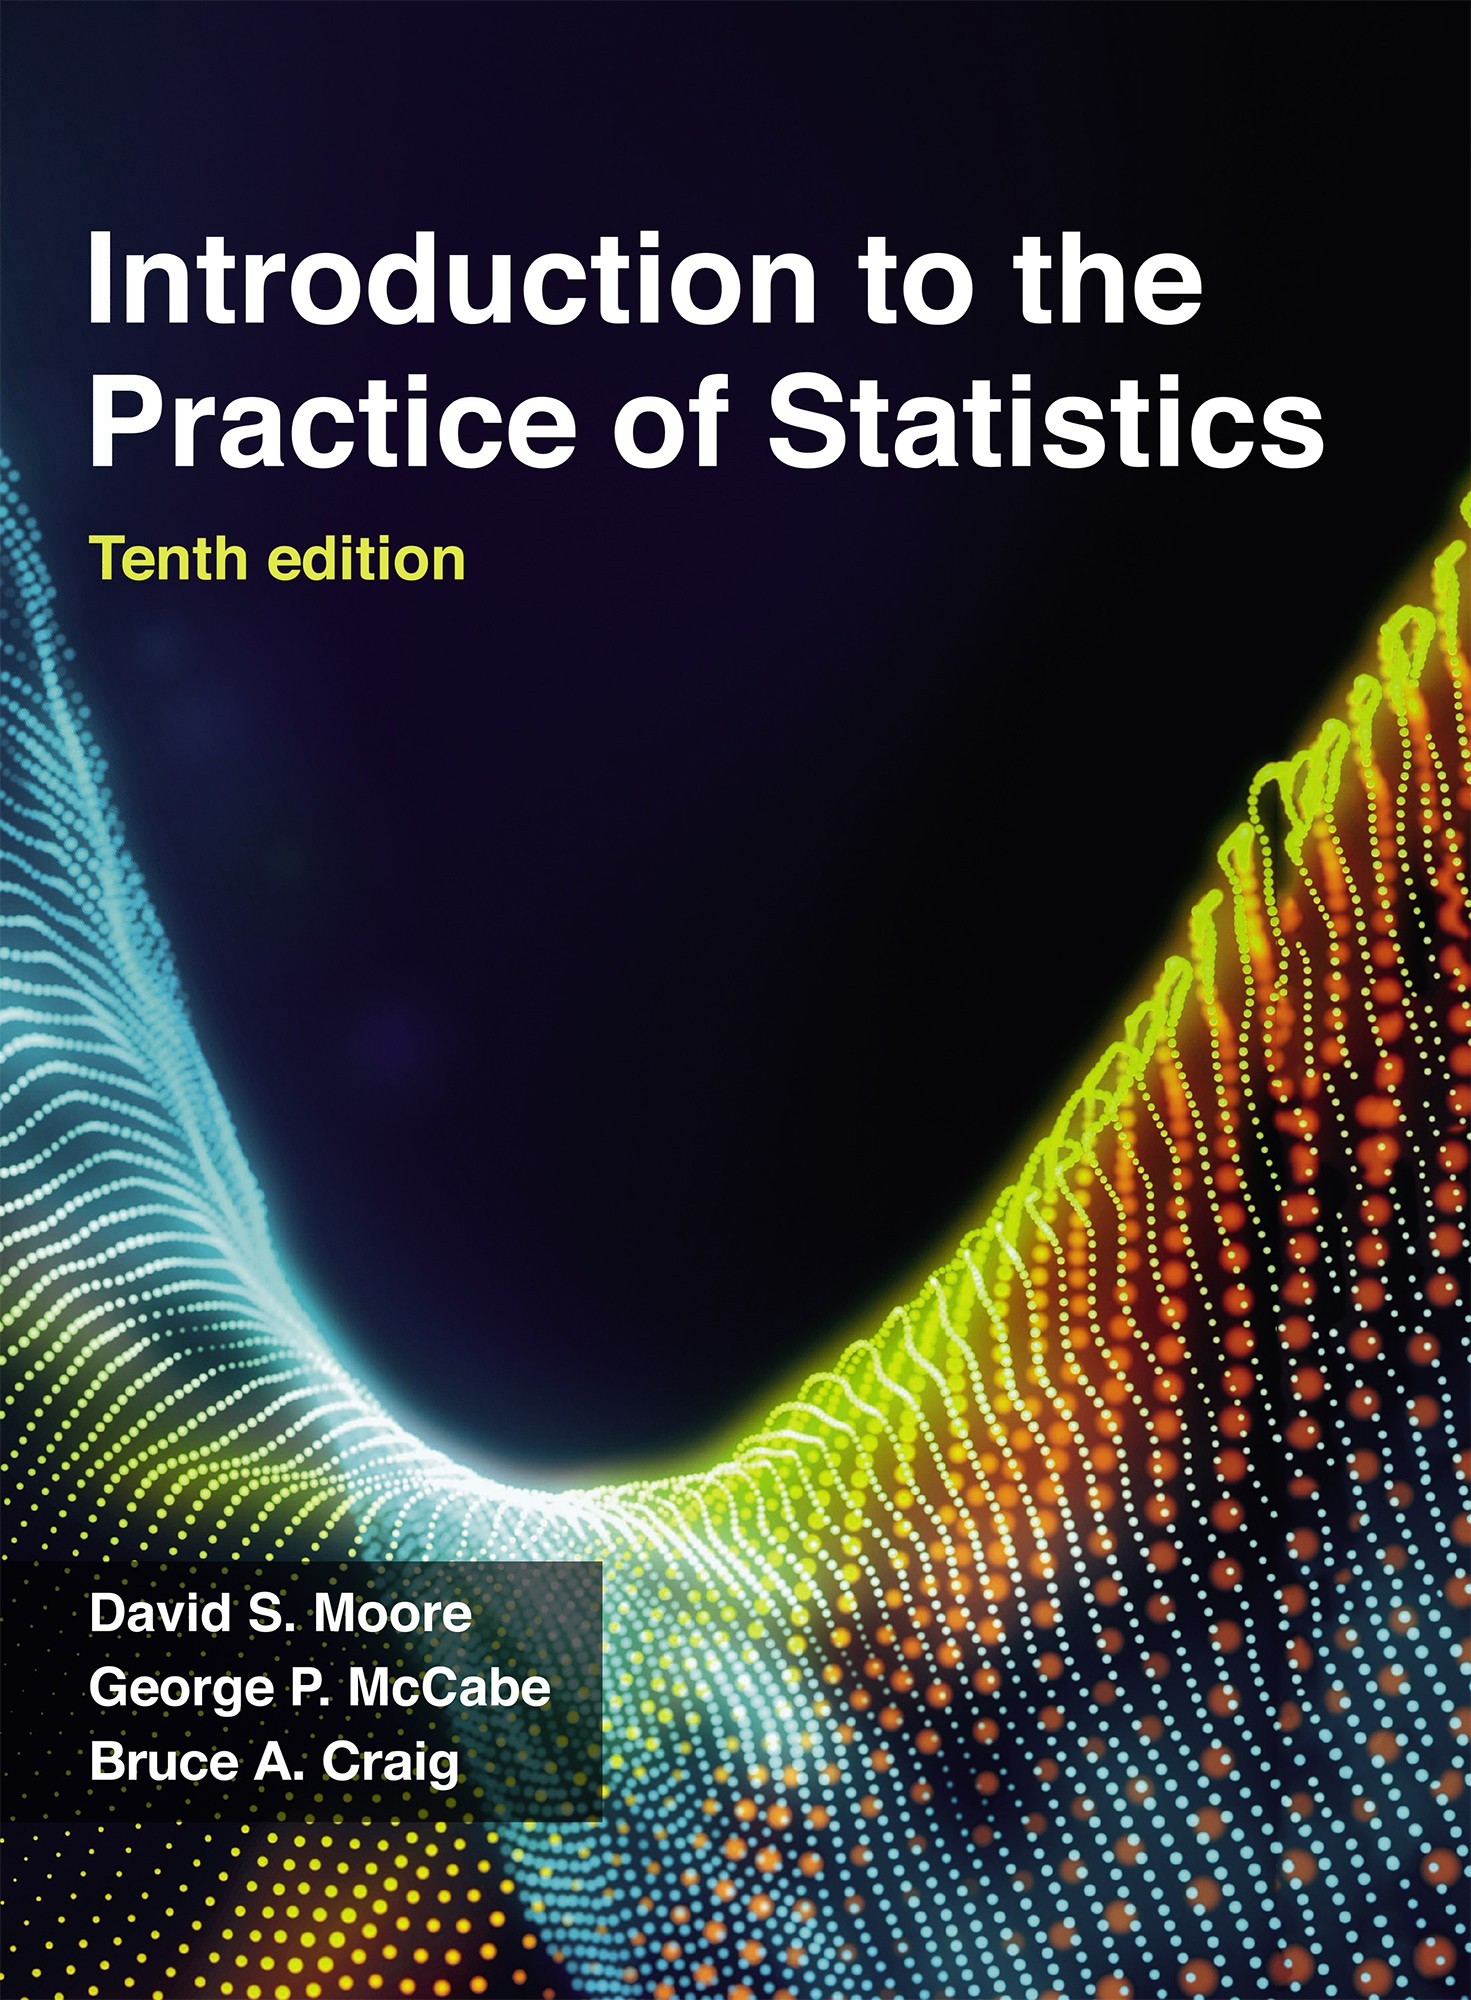 Introduction to the
Practice of Statistics
Tenth edition
David S. Moore
George P. McCabe
Bruce A. Craig